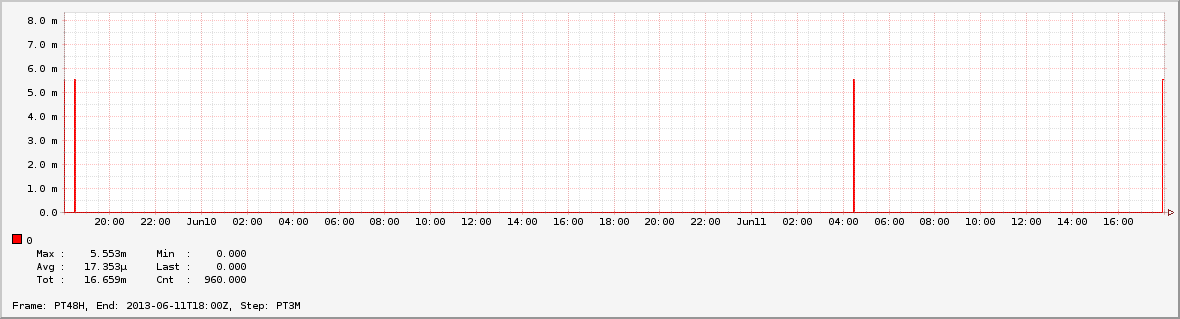 8.0 m
7.0 m
6.0 m
5.0 m
4.0 m
3.0 m
2.0 m
1.0 m
0.0
20:00 22:00 Jun10 02:00 04:00 06:00 08:00 10:00 12:00 14:00 16:00 18:00 20:00 22:00 Jun11 02:00 04:00 06:00 08:00 10:00 12:00 14:00 16:00
0
Max : 5.553m Min : 0.000
Avg : 17.353µ Last : 0.000
Tot : 16.659m Cnt : 960.000
Frame: PT48H, End: 2013-06-11T18:00Z, Step: PT3M